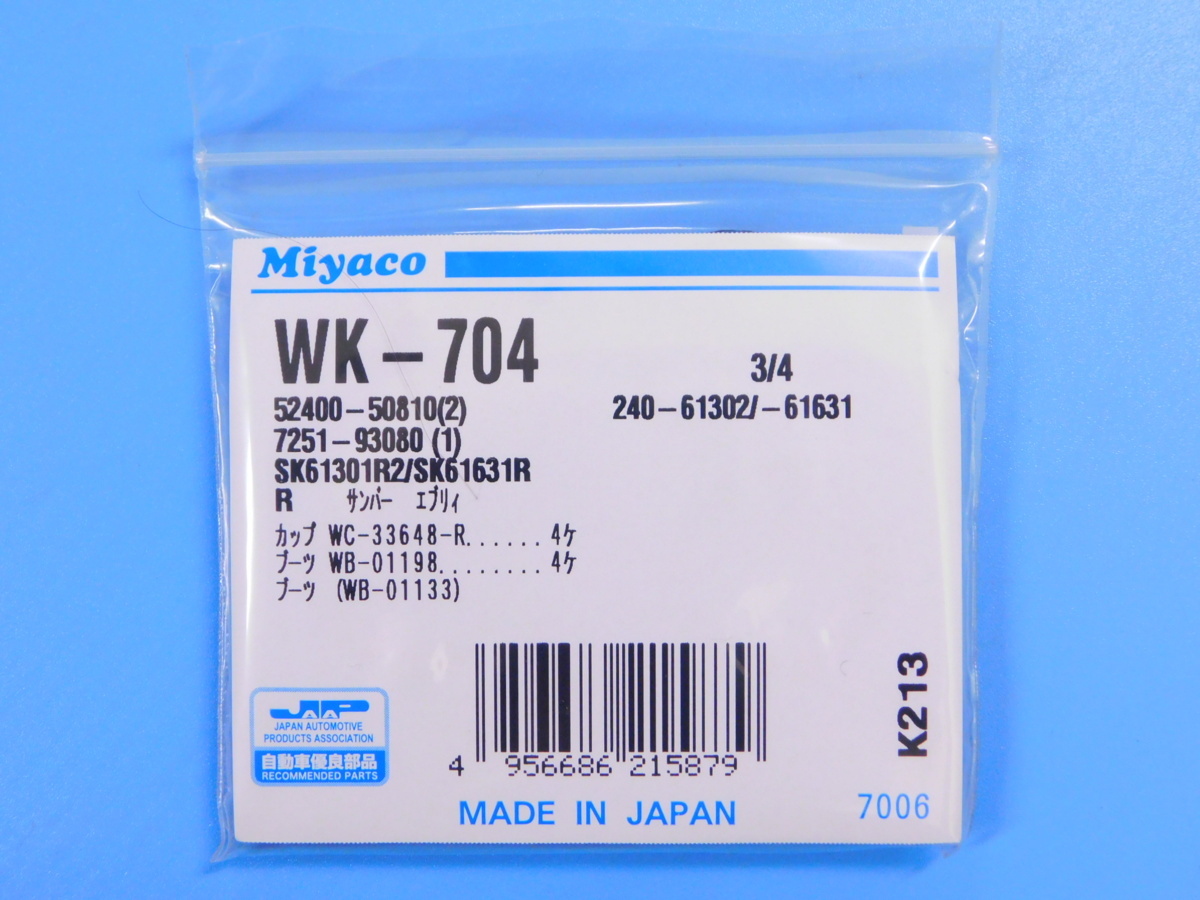 Miyaco
WK-704
3/4
52400-50810(2)
240-61302/-61631
7251-93080 (1)
SK61301R2/SK61631R
R ｻﾝﾊﾞｰ ｴﾌﾞﾘｨ
ｶｯﾌﾟ WC-33648-R...... 4ｹ
ﾌﾞｰﾂ WB-01198........ 4ｹ
ﾌﾞｰﾂ (WB-01133)
JAPA
JAPAN AUTOMOTIVE
PRODUCTS ASSOCIATION
自動車優良部品
RECOMMENDED PARTS
4 956686 215879
K213
MADE IN JAPAN
7006